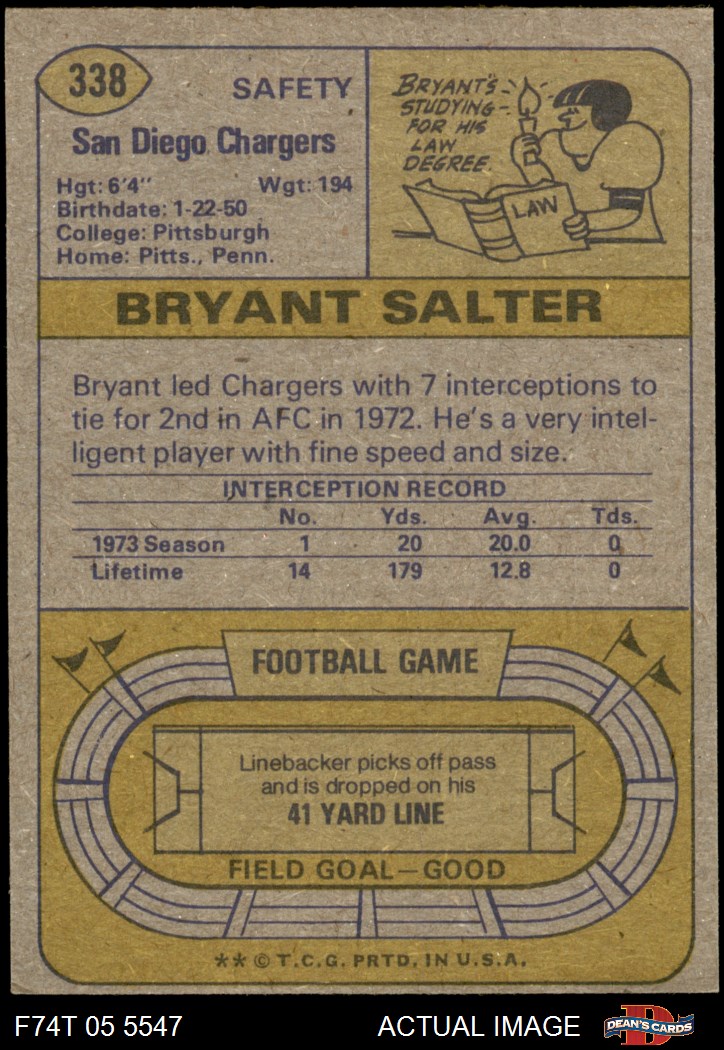 338
SAFETY
San Diego Chargers
Hgt: 6'4" Wgt: 194
Birthdate: 1-22-50
College: Pittsburgh
Home: Pitts., Penn.
BRYANT'S
STUDYING
FOR HIS
LAW
DEGREE.
LAW
BRYANT SALTER
Bryant led Chargers with 7 interceptions to
tie for 2nd in AFC in 1972. He's a very intel-
ligent player with fine speed and size.
INTERCEPTION RECORD
No. Yds. Avg. Tds.
1973 Season 1 20 20.0 0
Lifetime 14 179 12.8 0
FOOTBALL GAME
Linebacker picks off pass
and is dropped on his
41 YARD LINE
FIELD GOAL—GOOD
** © T.C.G. PRTD. IN U.S.A.
F74T 05 5547 ACTUAL IMAGE
D
DEAN'S CARDS